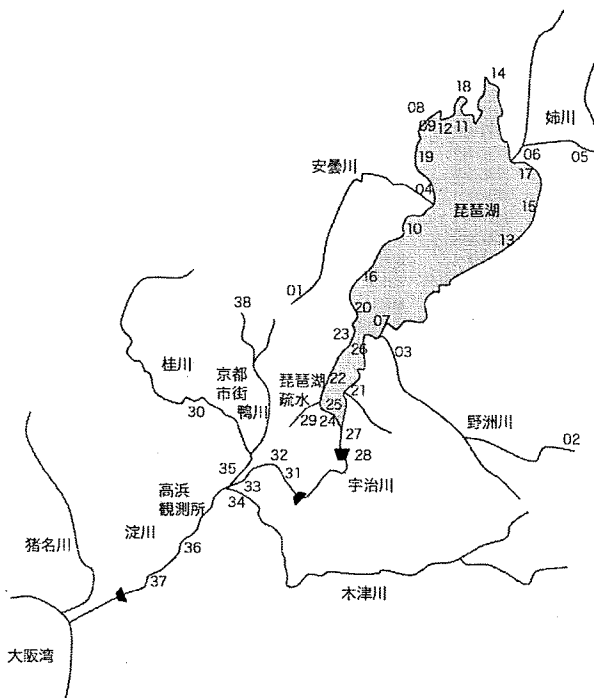 14
18
08
姉川
09
12
11
06
05
安曇川
19
17
04
琵琶湖
15
10
13
16
01
38
20
07
23
26
03
桂川
京都
市街
鴨川
琵琶湖
疏水
22
21
30
25
29
24
野洲川
27
02
32
28
35
31
高浜
観測所
33
宇治川
34
淀川
猪名川
36
37
木津川
大阪湾